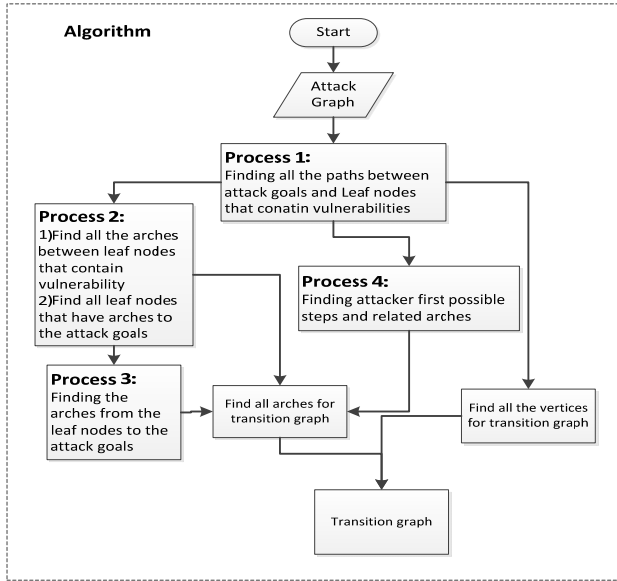 Algorithm
Start
Attack
Graph
Process 1:
Finding all the paths between
attack goals and Leaf nodes
that conatin vulnerabilities
Process 2:
1)Find all the arches
between leaf nodes
that contain
vulnerability
2)Find all leaf nodes
that have arches to
the attack goals
Process 4:
Finding attacker first possible
steps and related arches
Process 3:
Finding the
arches from the
leaf nodes to the
attack goals
Find all arches for
transition graph
Find all the vertices
for transition graph
Transition graph